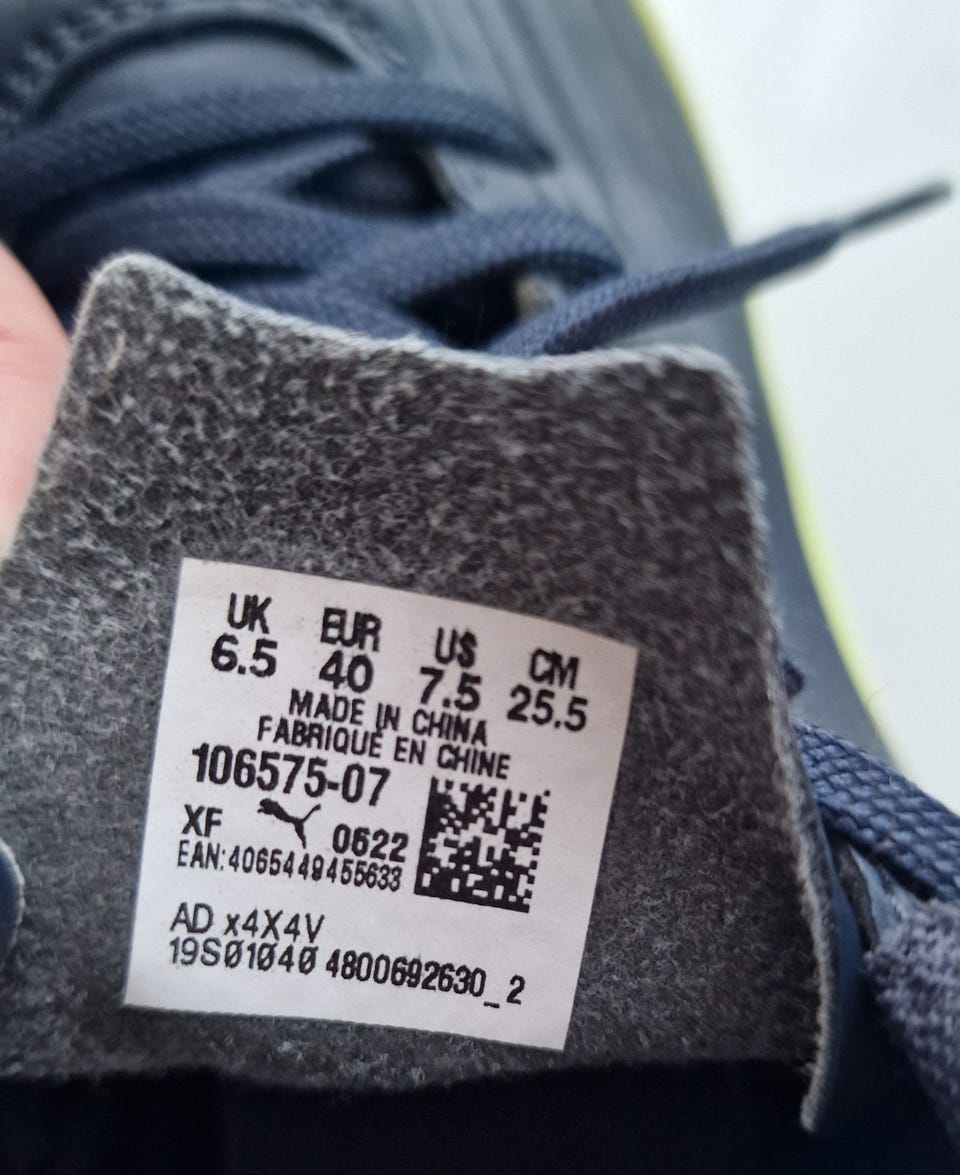 UK EUR US CM
6.5 40 7.5 25.5
MADE IN CHINA
FABRIQUÉ EN CHINE
106575-07
XF 0622
EAN:4065449455633
AD x4X4V
19S01040 4800692630_2